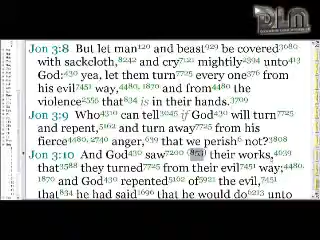 DLM
Jon 3:8 But let man120 and beast929 be covered3680
with sackcloth,8242 and cry7121 mightily2394 unto413
God:430 yea, let them turn7725 every one376 from
his evil7451 way,4480, 1870 and from4480 the
violence2555 that834 is in their hands.3709
Jon 3:9 Who4310 can tell3045 if God430 will turn7725
and repent,5162 and turn away7725 from his
fierce2740 anger,639 that we perish6 not?3808
Jon 3:10 And God430 saw7200 (853) their works,4639
that3588 they turned7725 from their evil7451 way;4480,
1870 and God430 repented5162 of5921 the evil,7451
that834 he had said1696 that he would do6213 unto